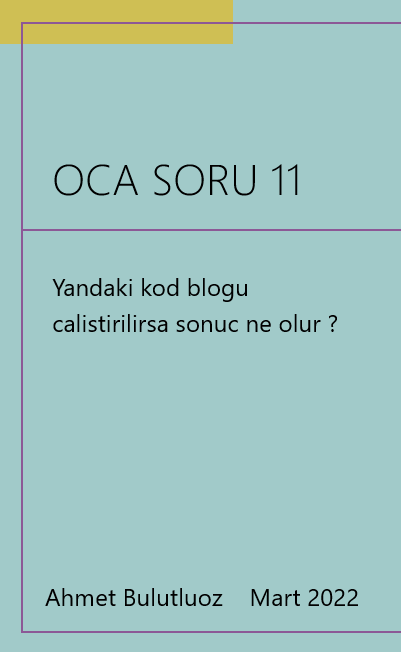 OCA SORU 11
Yandaki kod blogu
calistirilirsa sonuc ne olur ?
Ahmet Bulutluoz Mart 2022